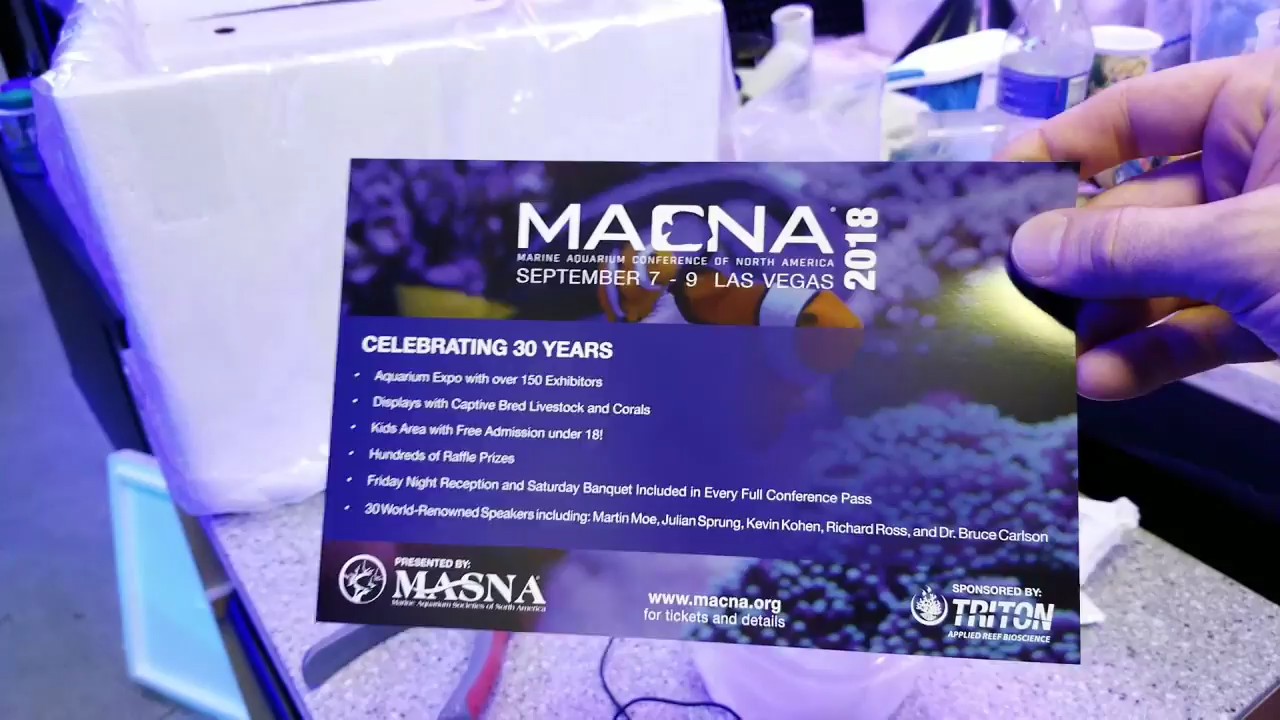 MACNA 2018
MARINE AQUARIUM CONFERENCE OF NORTH AMERICA
SEPTEMBER 7 - 9 LAS VEGAS
CELEBRATING 30 YEARS
• Aquarium Expo with over 150 Exhibitors
• Displays with Captive Bred Livestock and Corals
• Kids Area with Free Admission under 18!
• Hundreds of Raffle Prizes
• Friday Night Reception and Saturday Banquet Included in Every Full Conference Pass
• 30 World-Renowned Speakers including: Martin Moe, Julian Sprung, Kevin Kohen, Richard Ross, and Dr. Bruce Carlson
PRESENTED BY:
MASNA
Marine Aquarium Societies of North America
www.macna.org
for tickets and details
SPONSORED BY:
TRITON
APPLIED REEF BIOSCIENCE